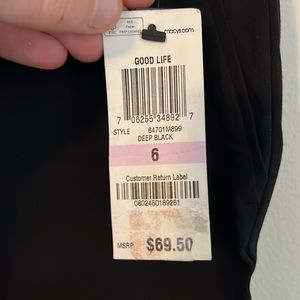 macys.com
GOOD LIFE
7 06255 34892 7
STYLE 64701M899
DEEP BLACK
6
Customer Return Label
0802460169261
MSRP $69.50